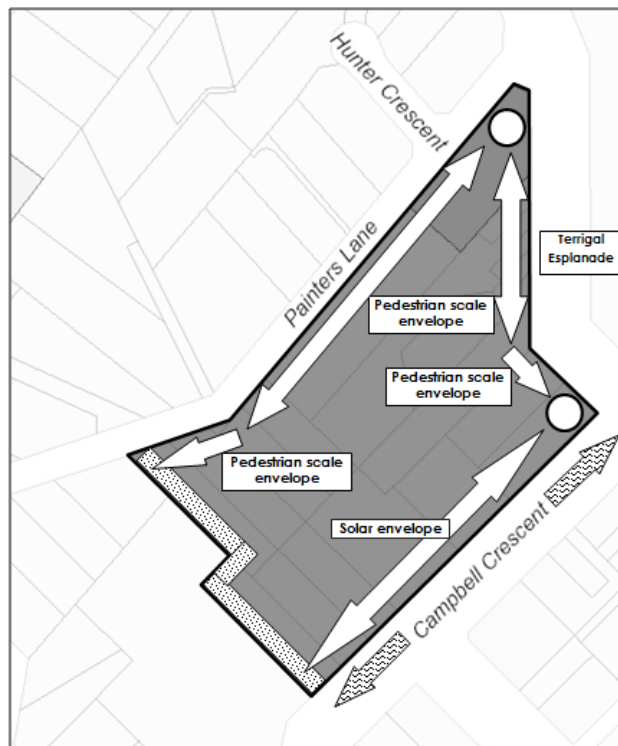 Hunter Crescent
Terrigal
Esplanade
Painters Lane
Pedestrian scale
envelope
Pedestrian scale
envelope
Pedestrian scale
envelope
Solar envelope
Campbell Crescent